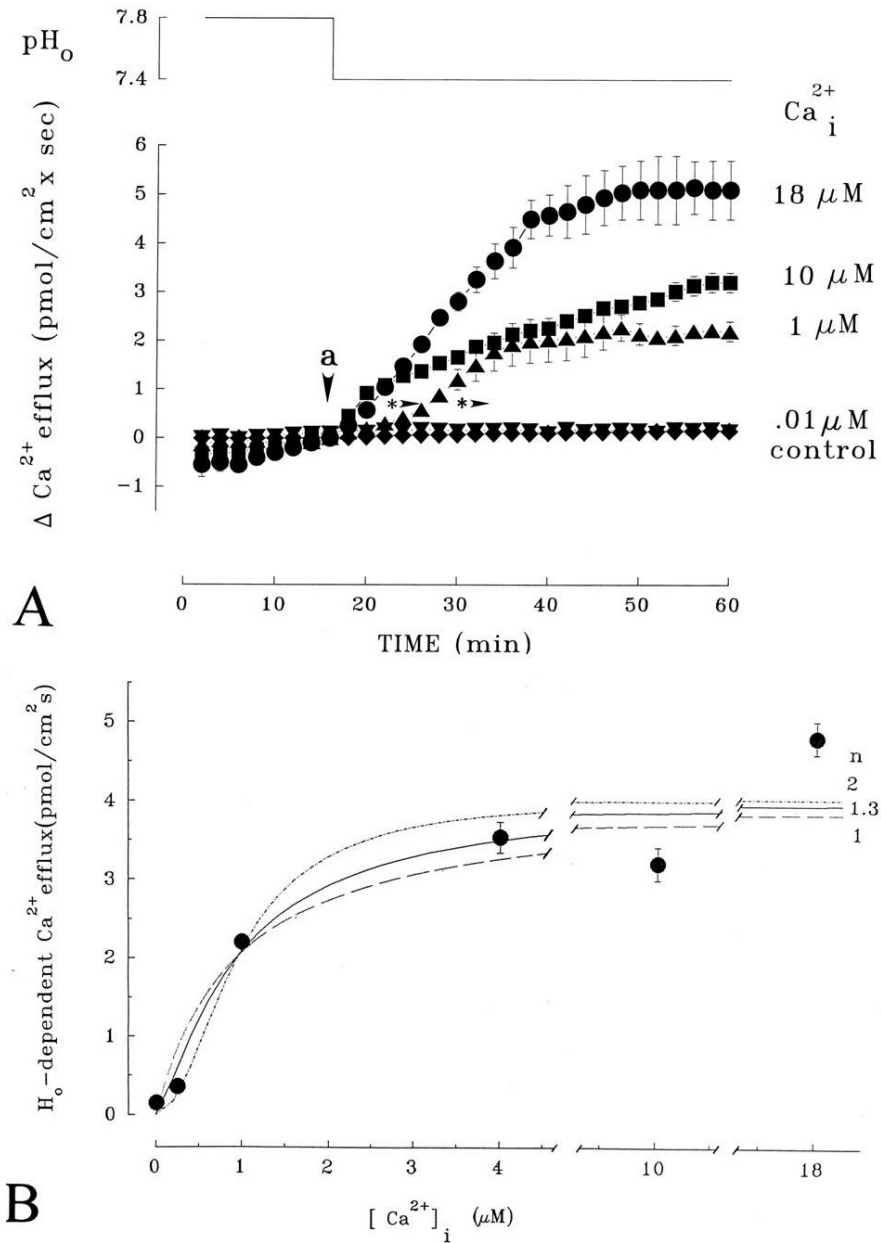 7.8
pHo
7.4
Ca2+i
Δ Ca2+ efflux (pmol/cm2 x sec)
6
5
4
3
2
1
0
−1
18 μM
10 μM
1 μM
.01μM
control
a
*
*
0 10 20 30 40 50 60
TIME (min)
A
Ho−dependent Ca2+ efflux(pmol/cm2s)
5
4
3
2
1
0
n
2
1.3
1
0 1 2 3 4 10 18
[ Ca2+]i (μM)
B